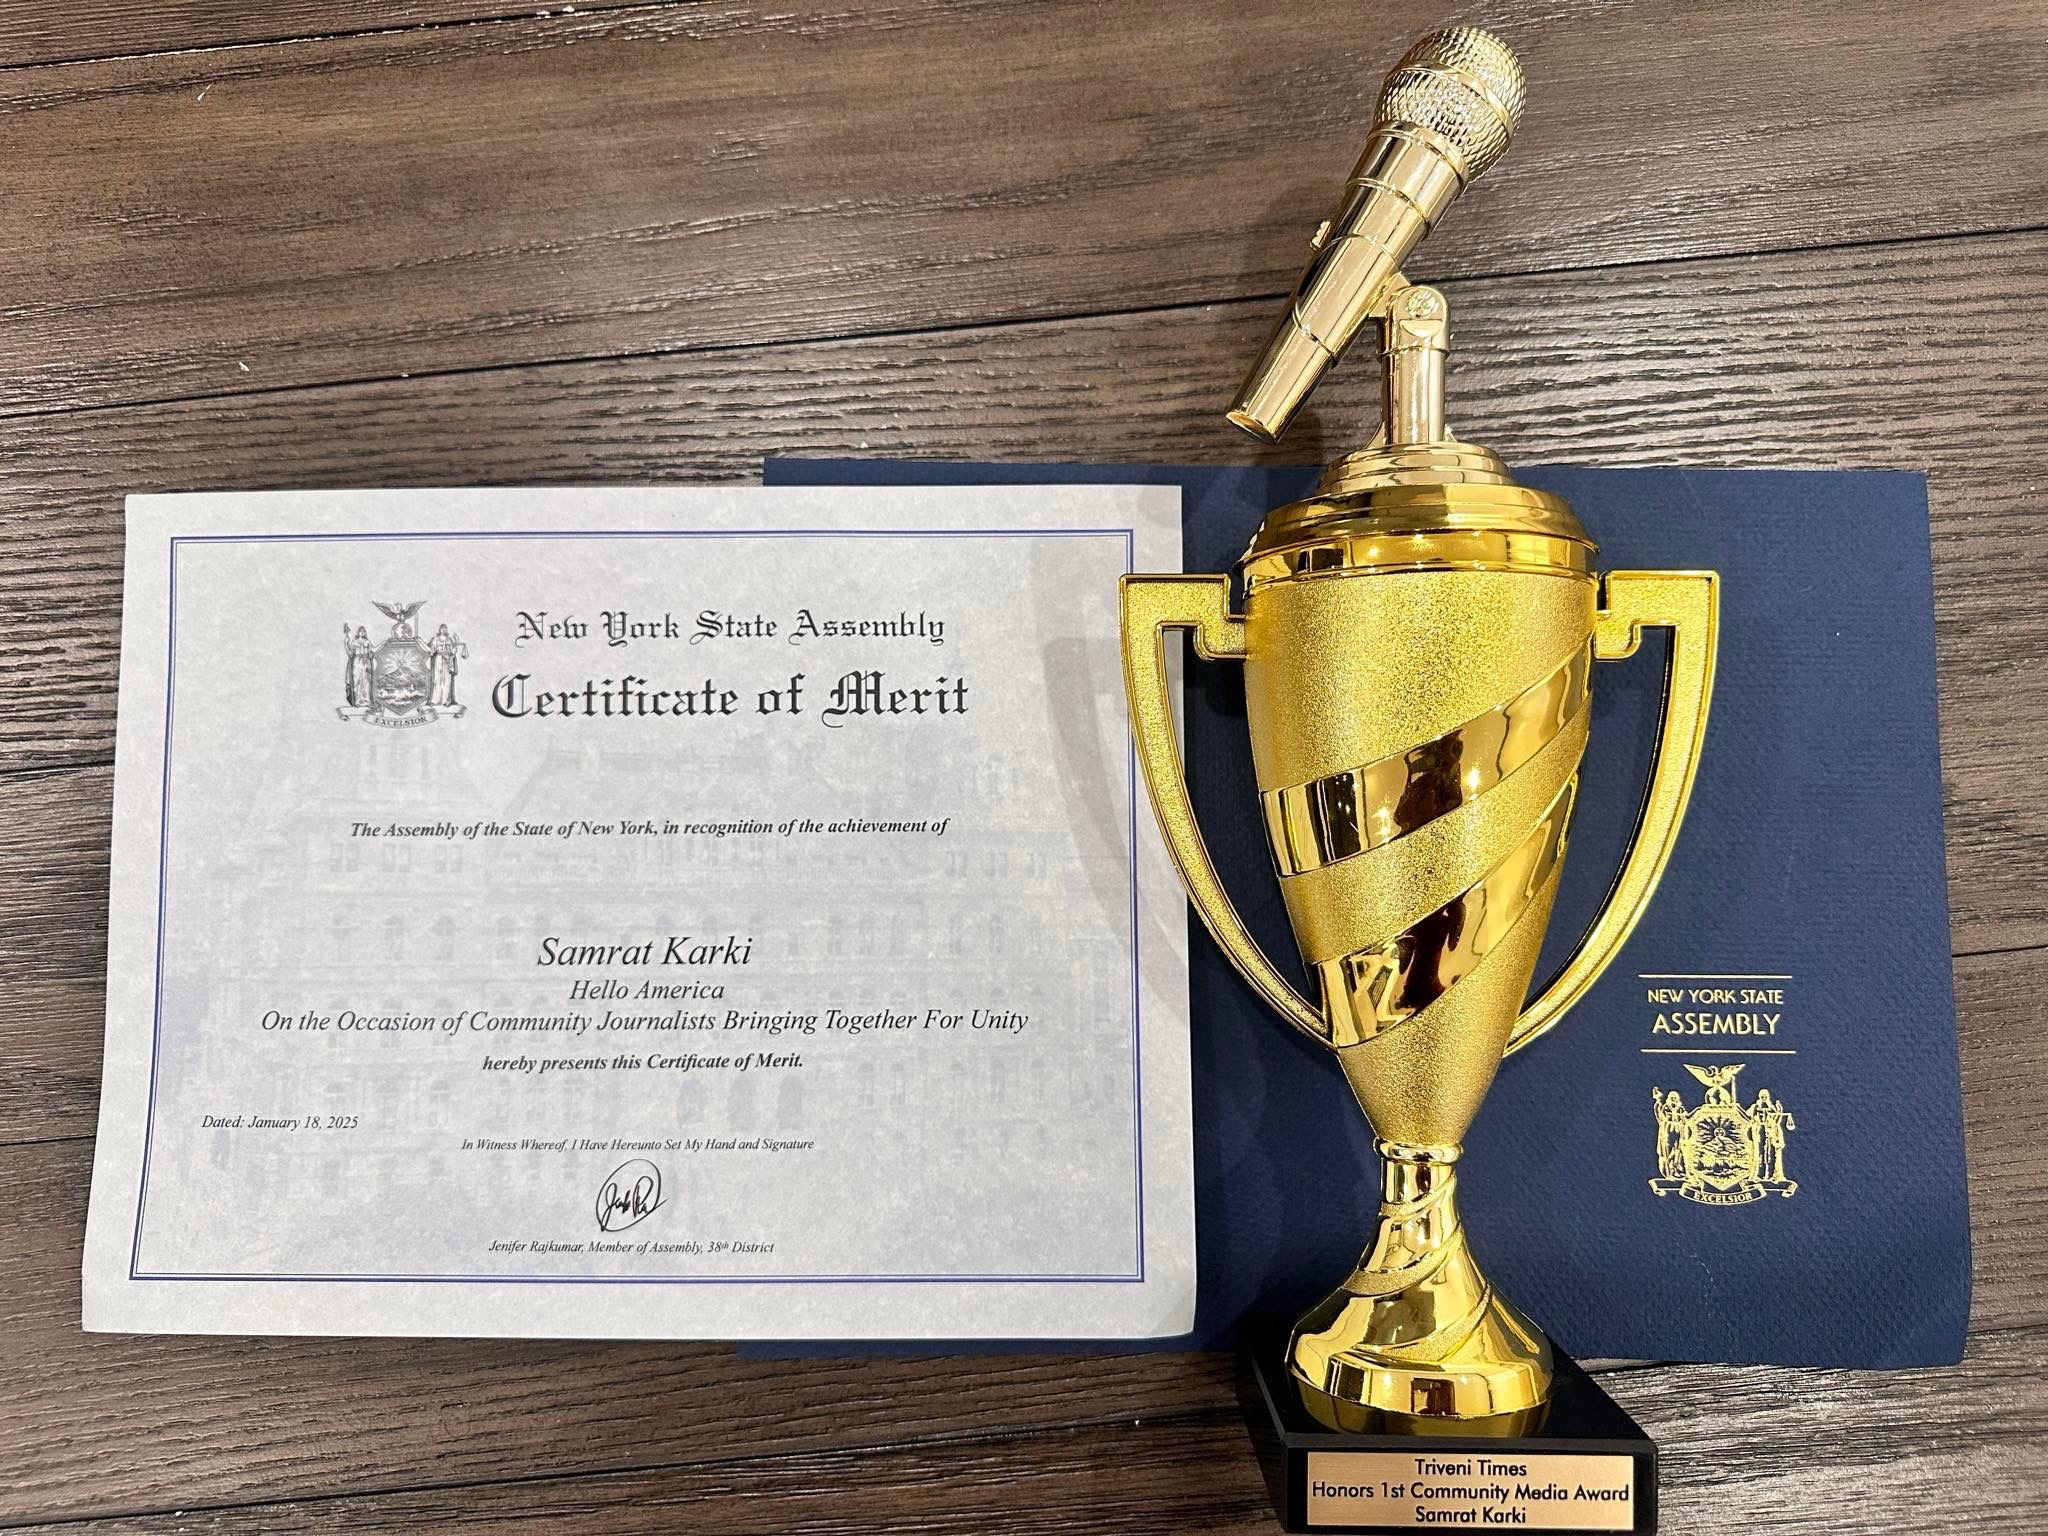 New York State Assembly
Certificate of Merit
EXCELSIOR
The Assembly of the State of New York, in recognition of the achievement of
Samrat Karki
Hello America
On the Occasion of Community Journalists Bringing Together For Unity
hereby presents this Certificate of Merit.
Dated: January 18, 2025
In Witness Whereof, I Have Hereunto Set My Hand and Signature
Jenifer Rajkumar, Member of Assembly, 38th District
NEW YORK STATE
ASSEMBLY
EXCELSIOR
Triveni Times
Honors 1st Community Media Award
Samrat Karki